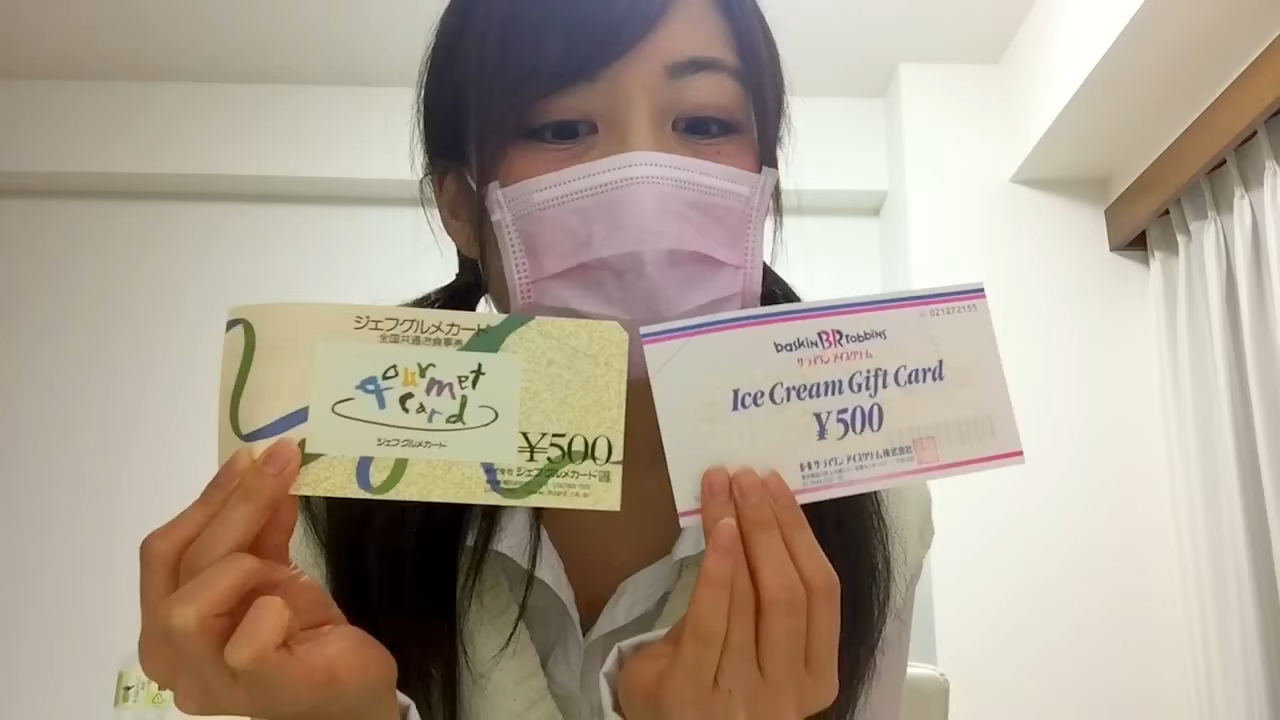 ジェフグルメカード
全国共通お食事券
gourmet
card
ジェフグルメカード
¥500
株式会社 ジェフグルメカード
021272155
baskin BR robbins
サーティワン アイスクリーム
Ice Cream Gift Card
¥500
B-R サーティワン アイスクリーム株式会社